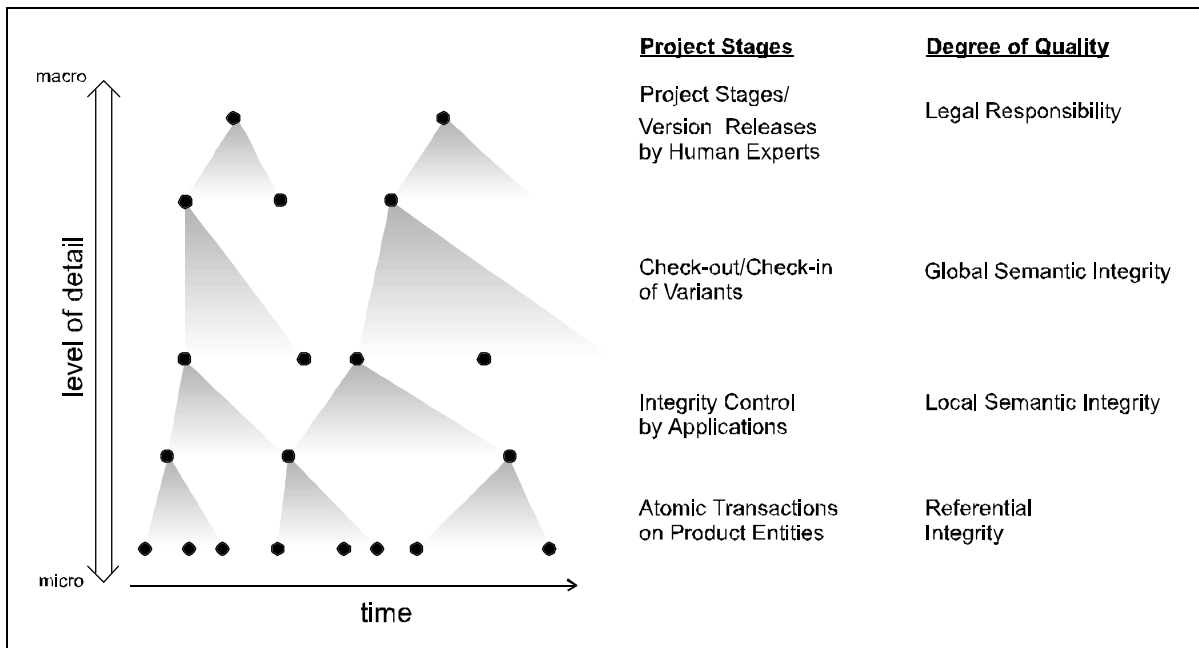 Project Stages
Degree of Quality
macro
Project Stages/
Version Releases
by Human Experts
Legal Responsibility
level of detail
Check-out/Check-in
of Variants
Global Semantic Integrity
Integrity Control
by Applications
Local Semantic Integrity
Atomic Transactions
on Product Entities
Referential
Integrity
micro
time